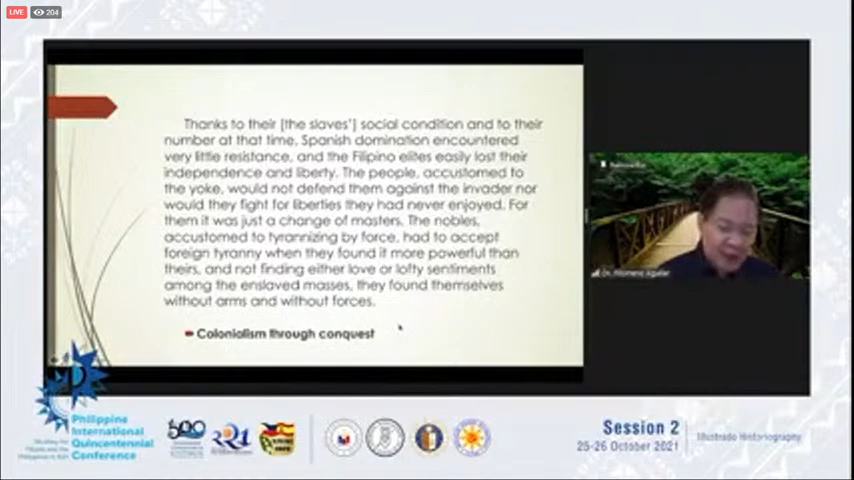 LIVE 204
Thanks to their [the slaves'] social condition and to their
number at that time, Spanish domination encountered
very little resistance, and the Filipino elites easily lost their
independence and liberty. The people, accustomed to
the yoke, would not defend them against the invader nor
would they fight for liberties they had never enjoyed. For
them it was just a change of masters. The nobles,
accustomed to tyrannizing by force, had to accept
foreign tyranny when they found it more powerful than
theirs, and not finding either love or lofty sentiments
among the enslaved masses, they found themselves
without arms and without forces.
Colonialism through conquest
Dr. Filomeno Aguilar
Philippine
International
Quincentennial
Conference
500
Session 2
25-26 October 2021
Illustrado Historiography